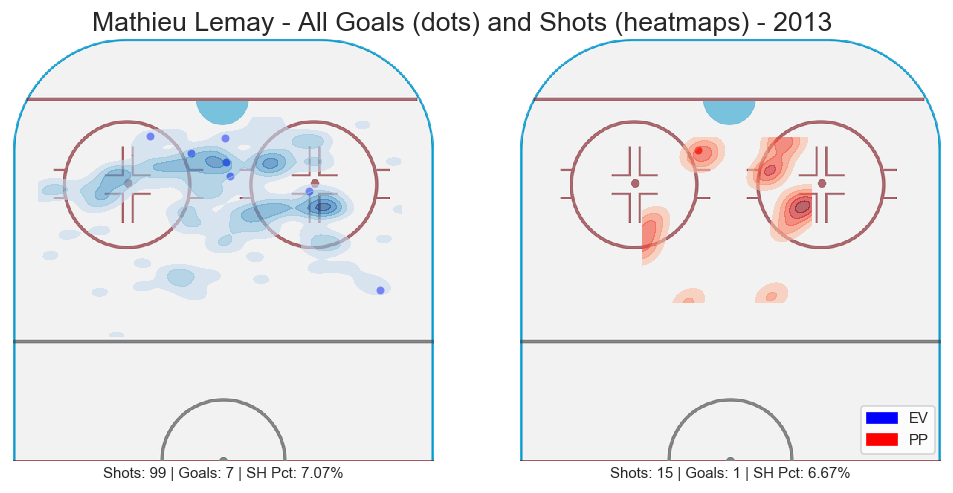 Mathieu Lemay - All Goals (dots) and Shots (heatmaps) - 2013
EV
PP
Shots: 99 | Goals: 7 | SH Pct: 7.07%
Shots: 15 | Goals: 1 | SH Pct: 6.67%